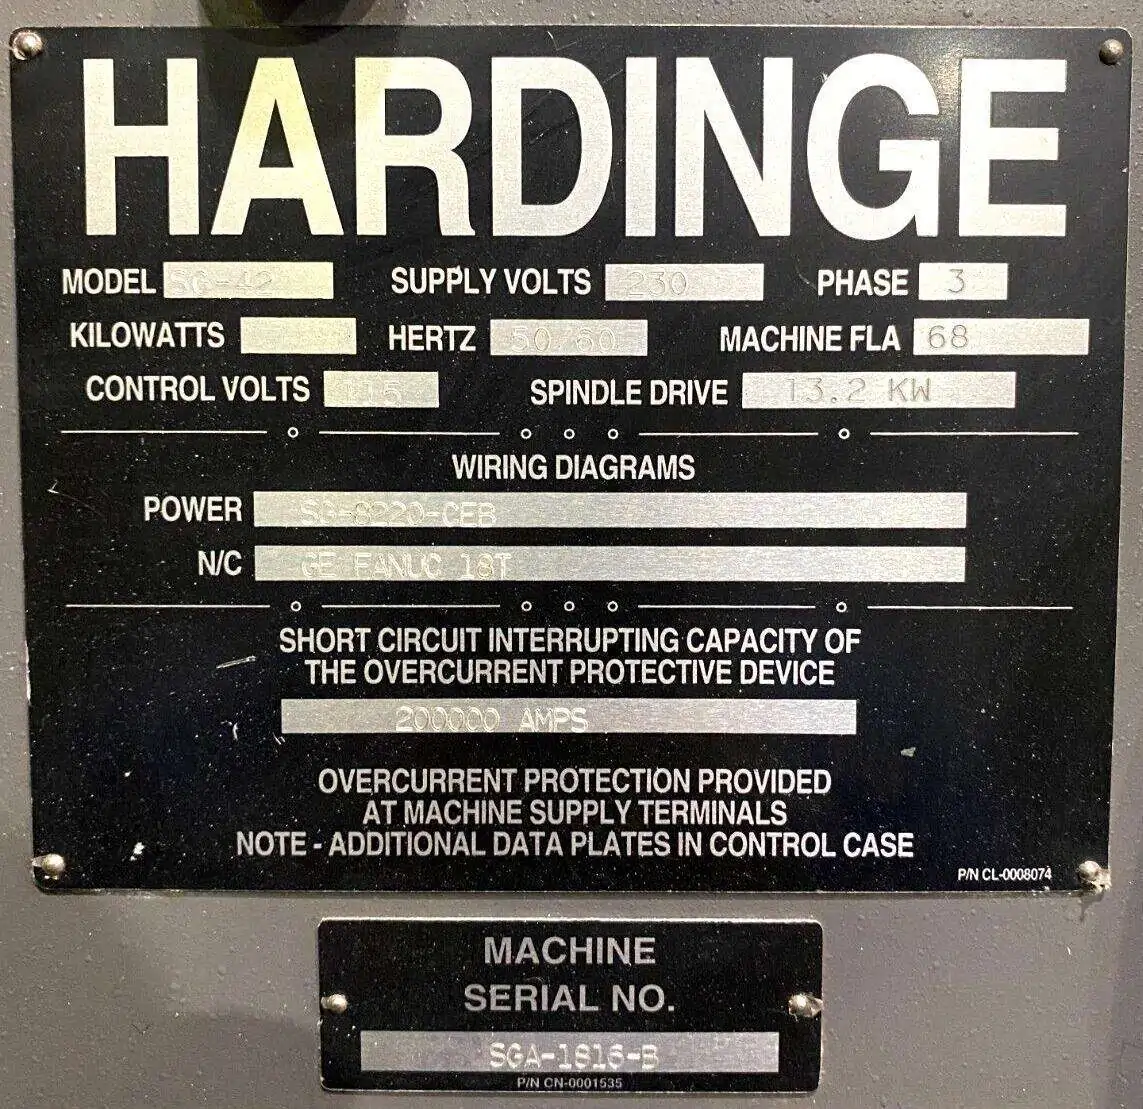 HARDINGE
MODEL SG-42 SUPPLY VOLTS 230 PHASE 3
KILOWATTS HERTZ 50/60 MACHINE FLA 68
CONTROL VOLTS 115 SPINDLE DRIVE 13.2 KW
WIRING DIAGRAMS
POWER SG-8220-CEB
N/C GE FANUC 18T
SHORT CIRCUIT INTERRUPTING CAPACITY OF
THE OVERCURRENT PROTECTIVE DEVICE
200000 AMPS
OVERCURRENT PROTECTION PROVIDED
AT MACHINE SUPPLY TERMINALS
NOTE - ADDITIONAL DATA PLATES IN CONTROL CASE
P/N CL-0008074
MACHINE
SERIAL NO.
SGA-1816-B
P/N CN-0001535